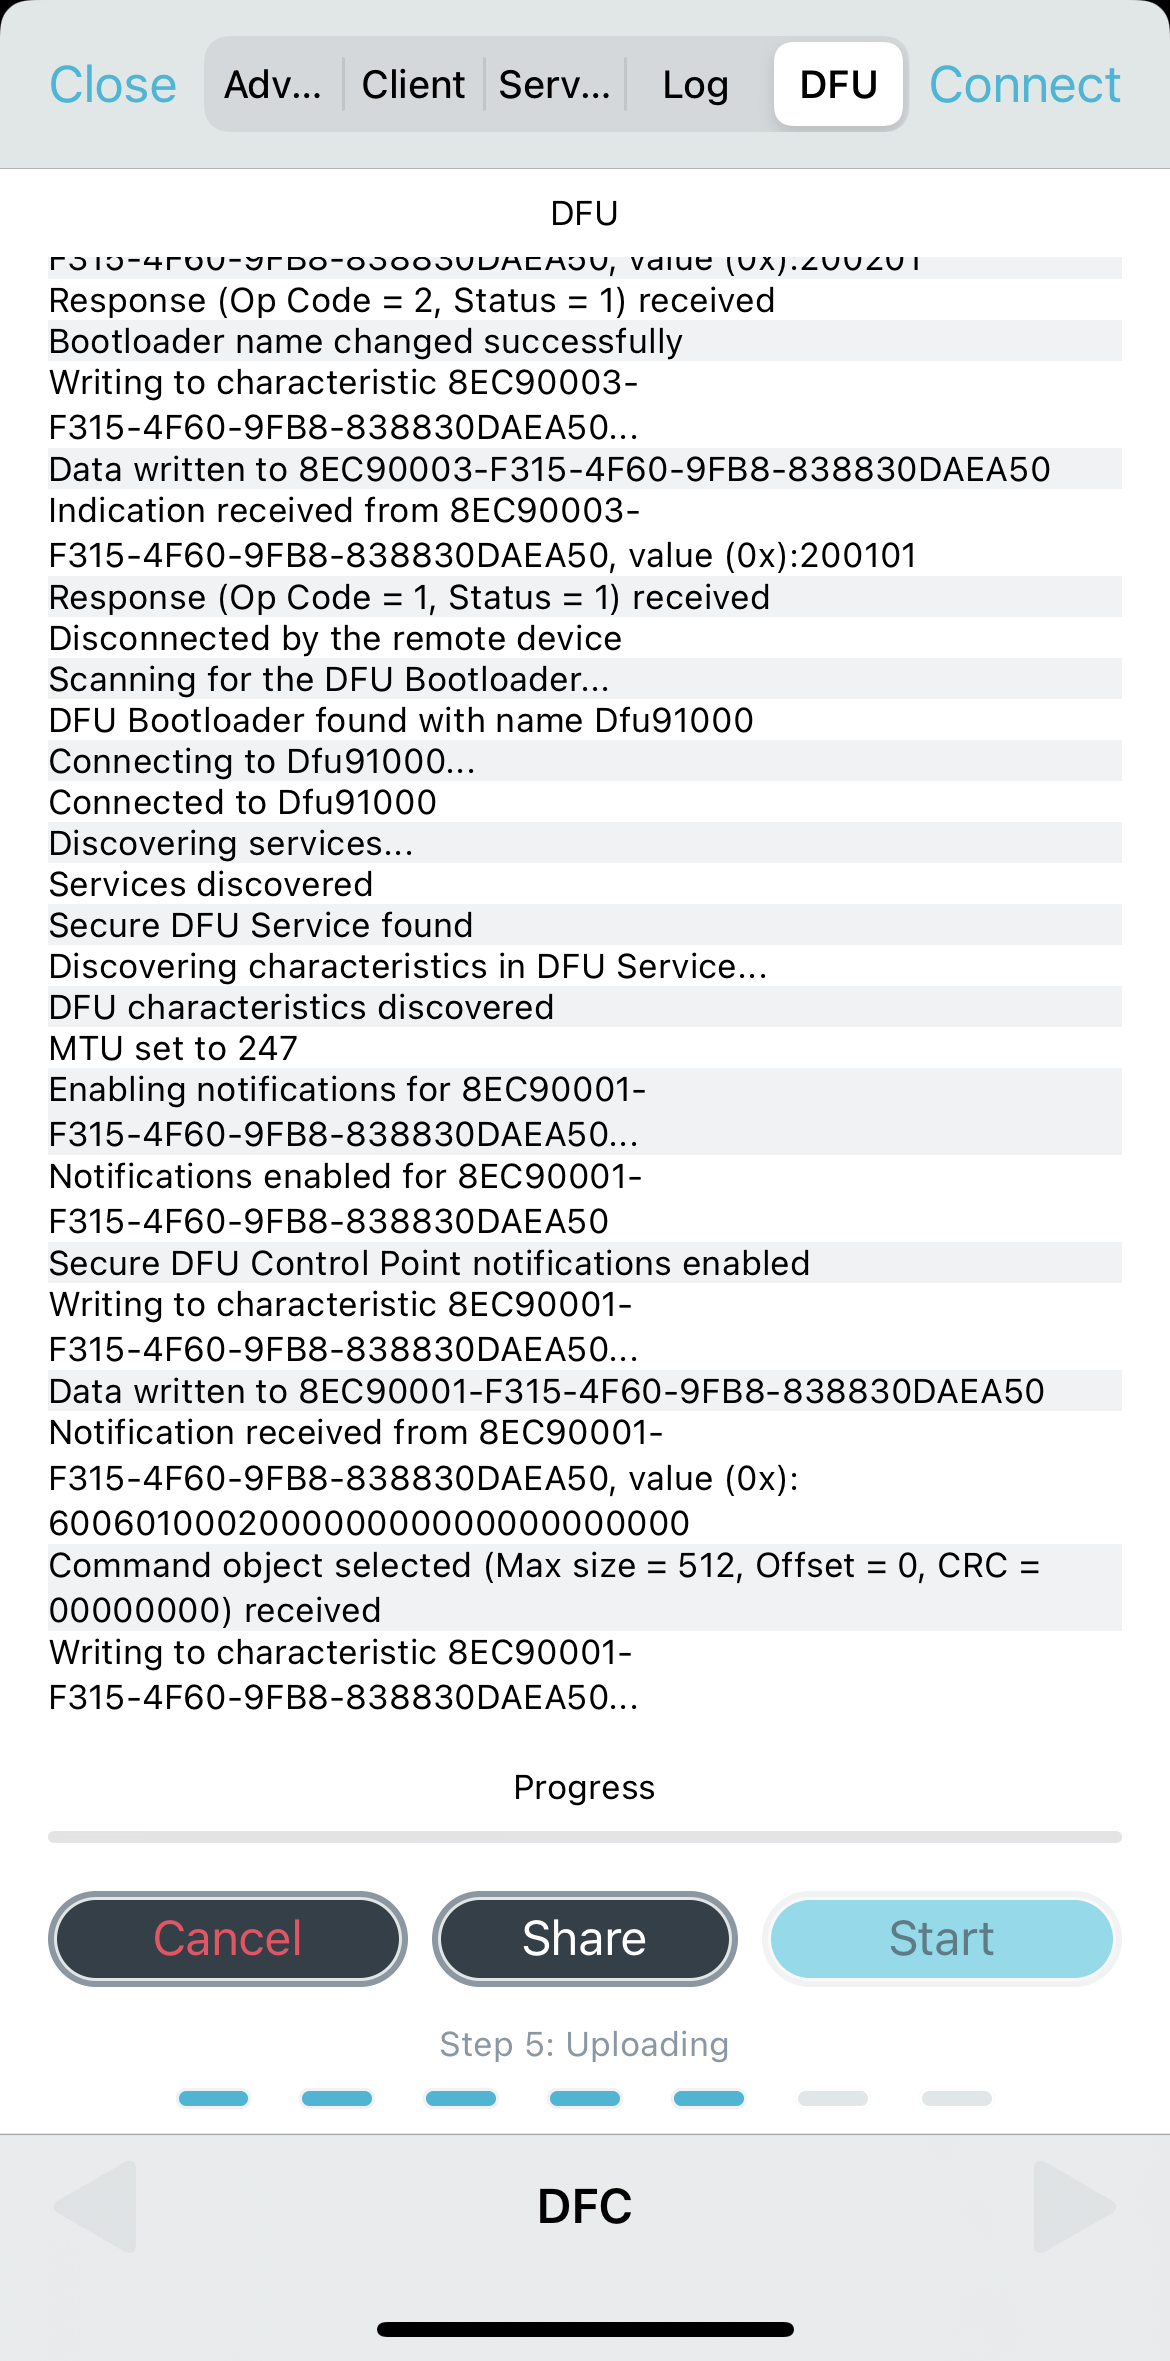 Close
Adv...
Client
Serv...
Log
DFU
Connect
DFU
F315-4F60-9FB8-838830DAEA50, value (0x):200201
Response (Op Code = 2, Status = 1) received
Bootloader name changed successfully
Writing to characteristic 8EC90003-
F315-4F60-9FB8-838830DAEA50...
Data written to 8EC90003-F315-4F60-9FB8-838830DAEA50
Indication received from 8EC90003-
F315-4F60-9FB8-838830DAEA50, value (0x):200101
Response (Op Code = 1, Status = 1) received
Disconnected by the remote device
Scanning for the DFU Bootloader...
DFU Bootloader found with name Dfu91000
Connecting to Dfu91000...
Connected to Dfu91000
Discovering services...
Services discovered
Secure DFU Service found
Discovering characteristics in DFU Service...
DFU characteristics discovered
MTU set to 247
Enabling notifications for 8EC90001-
F315-4F60-9FB8-838830DAEA50...
Notifications enabled for 8EC90001-
F315-4F60-9FB8-838830DAEA50
Secure DFU Control Point notifications enabled
Writing to characteristic 8EC90001-
F315-4F60-9FB8-838830DAEA50...
Data written to 8EC90001-F315-4F60-9FB8-838830DAEA50
Notification received from 8EC90001-
F315-4F60-9FB8-838830DAEA50, value (0x):
600601000200000000000000000000
Command object selected (Max size = 512, Offset = 0, CRC =
00000000) received
Writing to characteristic 8EC90001-
F315-4F60-9FB8-838830DAEA50...
Progress
Cancel
Share
Start
Step 5: Uploading
DFC